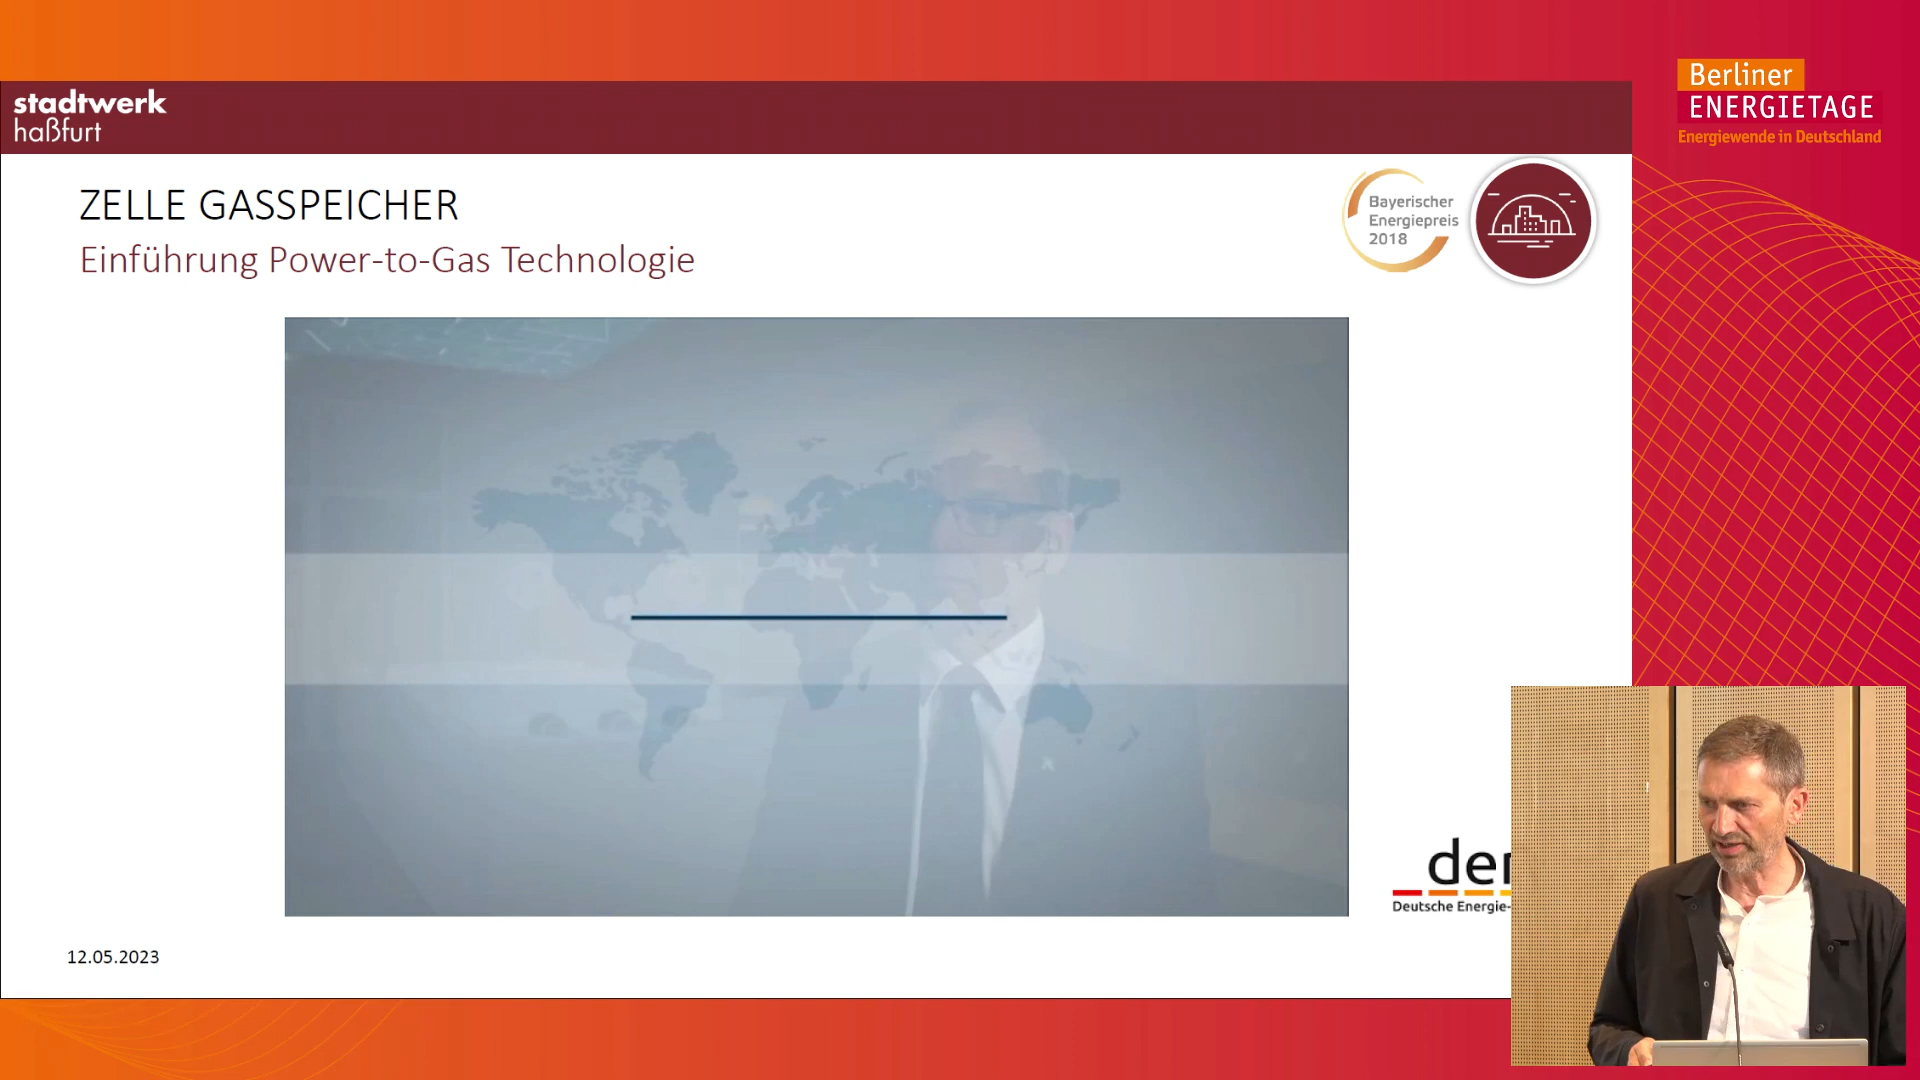 stadtwerk
haßfurt
Berliner
ENERGIETAGE
Energiewende in Deutschland
ZELLE GASSPEICHER
Einführung Power-to-Gas Technologie
Bayerischer
Energiepreis
2018
Deutsche Energie-
12.05.2023